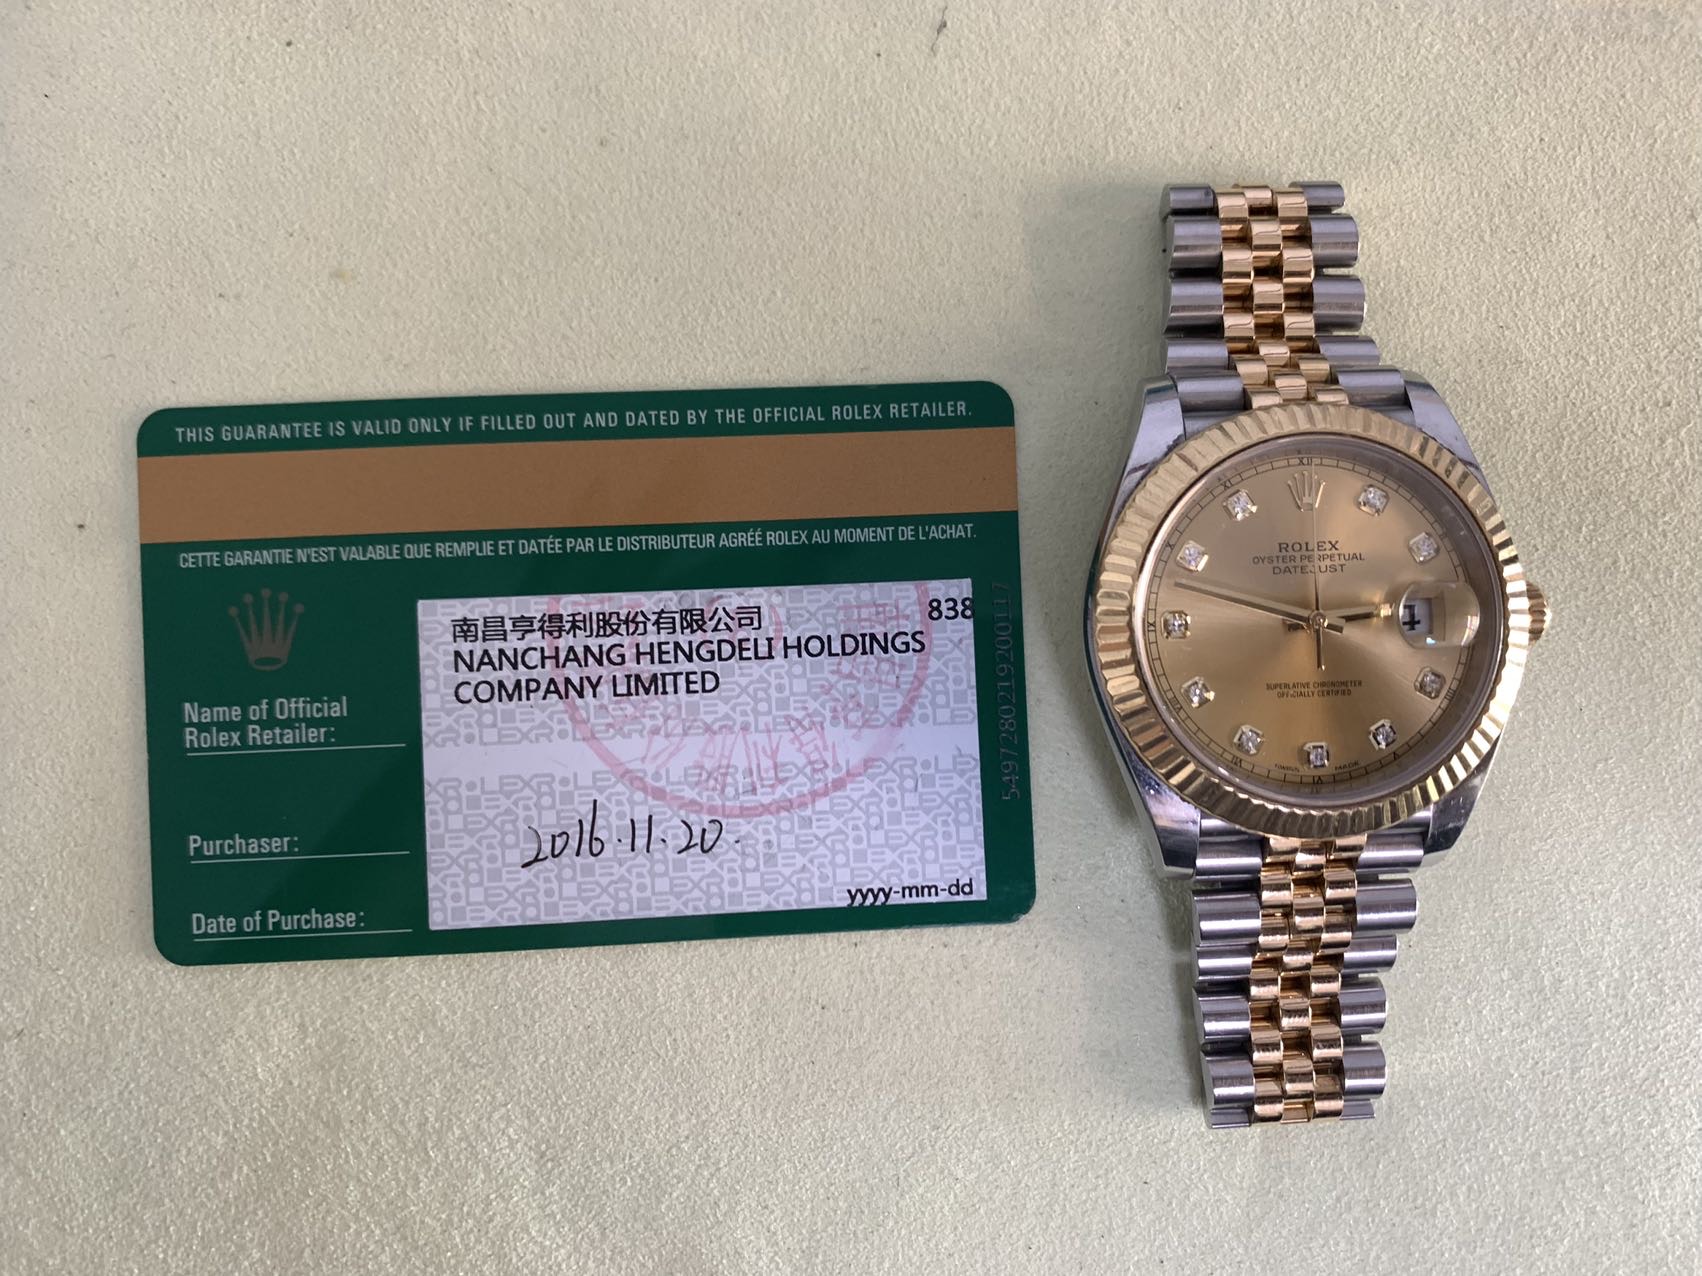 THIS GUARANTEE IS VALID ONLY IF FILLED OUT AND DATED BY THE OFFICIAL ROLEX RETAILER.
CETTE GARANTIE N'EST VALABLE QUE REMPLIE ET DATÉE PAR LE DISTRIBUTEUR AGRÉÉ ROLEX AU MOMENT DE L'ACHAT.
南昌亨得利股份有限公司 838
NANCHANG HENGDELI HOLDINGS
COMPANY LIMITED
Name of Official
Rolex Retailer:
Purchaser:
2016.11.20.
yyyy-mm-dd
Date of Purchase:
5497280219200117
ROLEX
OYSTER PERPETUAL
DATEJUST
SUPERLATIVE CHRONOMETER
OFFICIALLY CERTIFIED